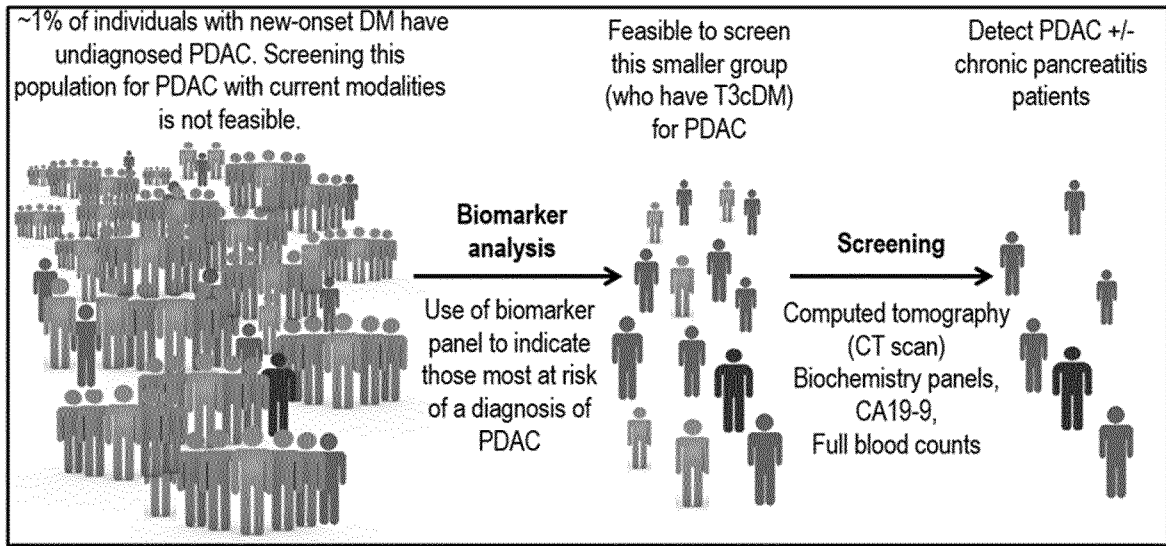 ~1% of individuals with new-onset DM have
undiagnosed PDAC. Screening this
population for PDAC with current modalities
is not feasible.
Biomarker
analysis
Use of biomarker
panel to indicate
those most at risk
of a diagnosis of
PDAC
Feasible to screen
this smaller group
(who have T3cDM)
for PDAC
Screening
Computed tomography
(CT scan)
Biochemistry panels,
CA19-9,
Full blood counts
Detect PDAC +/-
chronic pancreatitis
patients